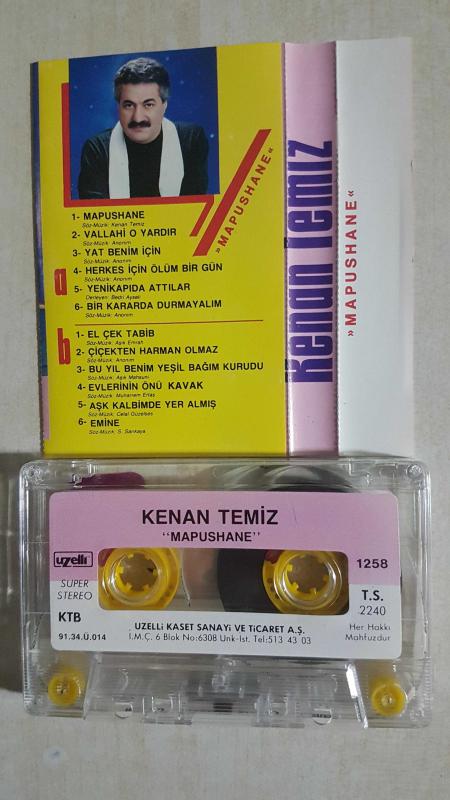 »MAPUSHANE«
a
1- MAPUSHANE
Söz-Müzik: Kenan Temiz
2- VALLAHİ O YARDIR
Söz-Müzik: Anonim
3- YAT BENİM İÇİN
Söz-Müzik: Anonim
4- HERKES İÇİN ÖLÜM BİR GÜN
Söz-Müzik: Anonim
5- YENİKAPIDA ATTILAR
Derleyen: Bedri Ayseli
6- BİR KARARDA DURMAYALIM
Söz-Müzik: Anonim
b
1- EL ÇEK TABİB
Söz-Müzik: Aşık Emrah
2- ÇİÇEKTEN HARMAN OLMAZ
Söz-Müzik: Anonim
3- BU YIL BENİM YEŞİL BAĞIM KURUDU
Söz-Müzik: Aşık Mahsuni
4- EVLERİNİN ÖNÜ KAVAK
Söz-Müzik: Muharrem Ertaş
5- AŞK KALBİMDE YER ALMIŞ
Söz-Müzik: Celal Güzelses
6- EMİNE
Söz-Müzik: S. Sarıkaya
Kenan Temiz
»MAPUSHANE«
KENAN TEMİZ
"MAPUSHANE"
uzelli
1258
SUPER
STEREO
T.S.
2240
KTB
91.34.Ü.014
UZELLİ KASET SANAYİ VE TİCARET A.Ş.
İ.M.Ç. 6 Blok No:6308 Unk-İst. Tel:513 43 03
Her Hakkı
Mahfuzdur